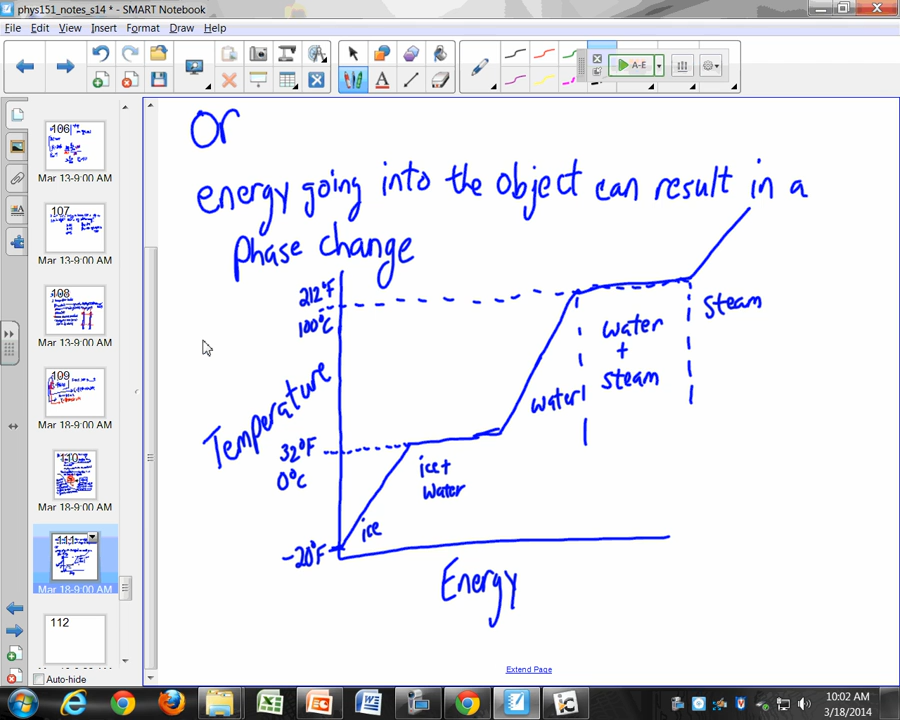 phys151_notes_s14 * - SMART Notebook
File Edit View Insert Format Draw Help
A-E
106
Mar 13-9:00 AM
107
Mar 13-9:00 AM
108
Mar 13-9:00 AM
109
Mar 18-9:00 AM
110
Mar 18-9:00 AM
111
Mar 18-9:00 AM
112
Auto-hide
Or
energy going into the object can result in a
phase change
212°F
100°C
Temperature
32°F
0°C
-20°F
ice
ice +
water
water
water
+
steam
steam
Energy
Extend Page
10:02 AM
3/18/2014